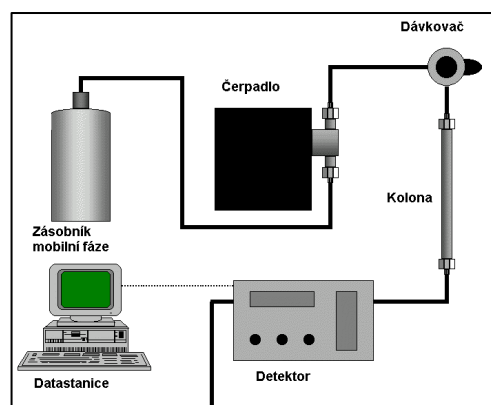 Dávkovač
Čerpadlo
Kolona
Zásobník
mobilní fáze
Datastanice
Detektor